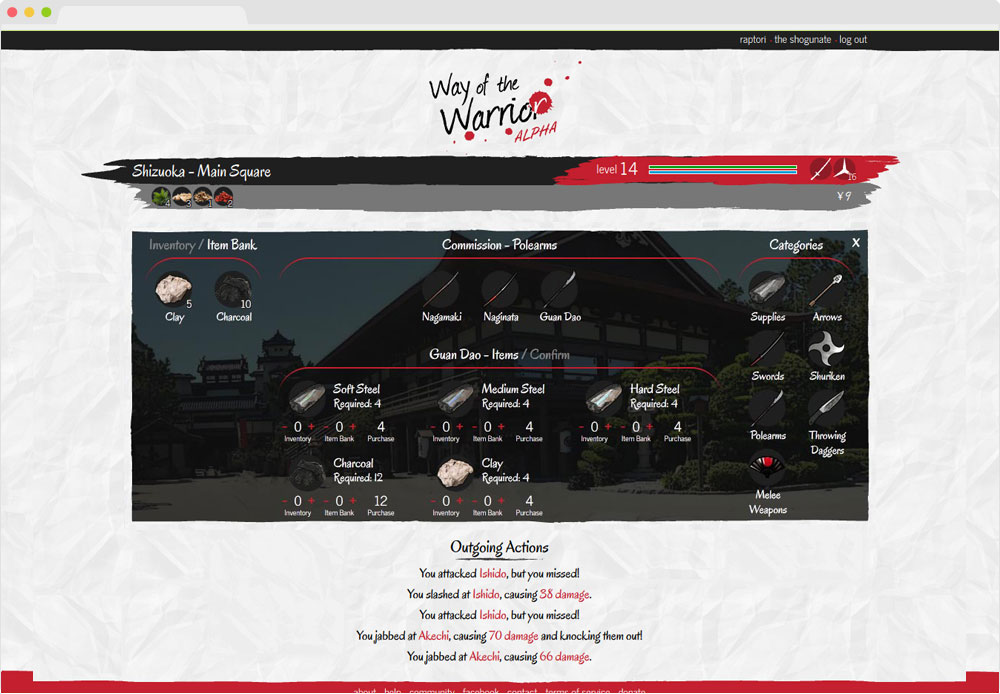 raptori · the shogunate · log out
Way of the
Warrior
ALPHA
Shizuoka - Main Square
level 14
16
4 3 1 2
¥ 9
Inventory / Item Bank
Commission - Polearms
Categories X
5
Clay
10
Charcoal
Nagamaki Naginata Guan Dao
Supplies Arrows
Swords Shuriken
Polearms Throwing
Daggers
Melee
Weapons
Guan Dao - Items / Confirm
Soft Steel
Required: 4
- 0 + - 0 + 4
Inventory Item Bank Purchase
Medium Steel
Required: 4
- 0 + - 0 + 4
Inventory Item Bank Purchase
Hard Steel
Required: 4
- 0 + - 0 + 4
Inventory Item Bank Purchase
Charcoal
Required: 12
- 0 + - 0 + 12
Inventory Item Bank Purchase
Clay
Required: 4
- 0 + - 0 + 4
Inventory Item Bank Purchase
Outgoing Actions
You attacked Ishido, but you missed!
You slashed at Ishido, causing 38 damage.
You attacked Ishido, but you missed!
You jabbed at Akechi, causing 70 damage and knocking them out!
You jabbed at Akechi, causing 66 damage.
about help community facebook contact terms of service donate